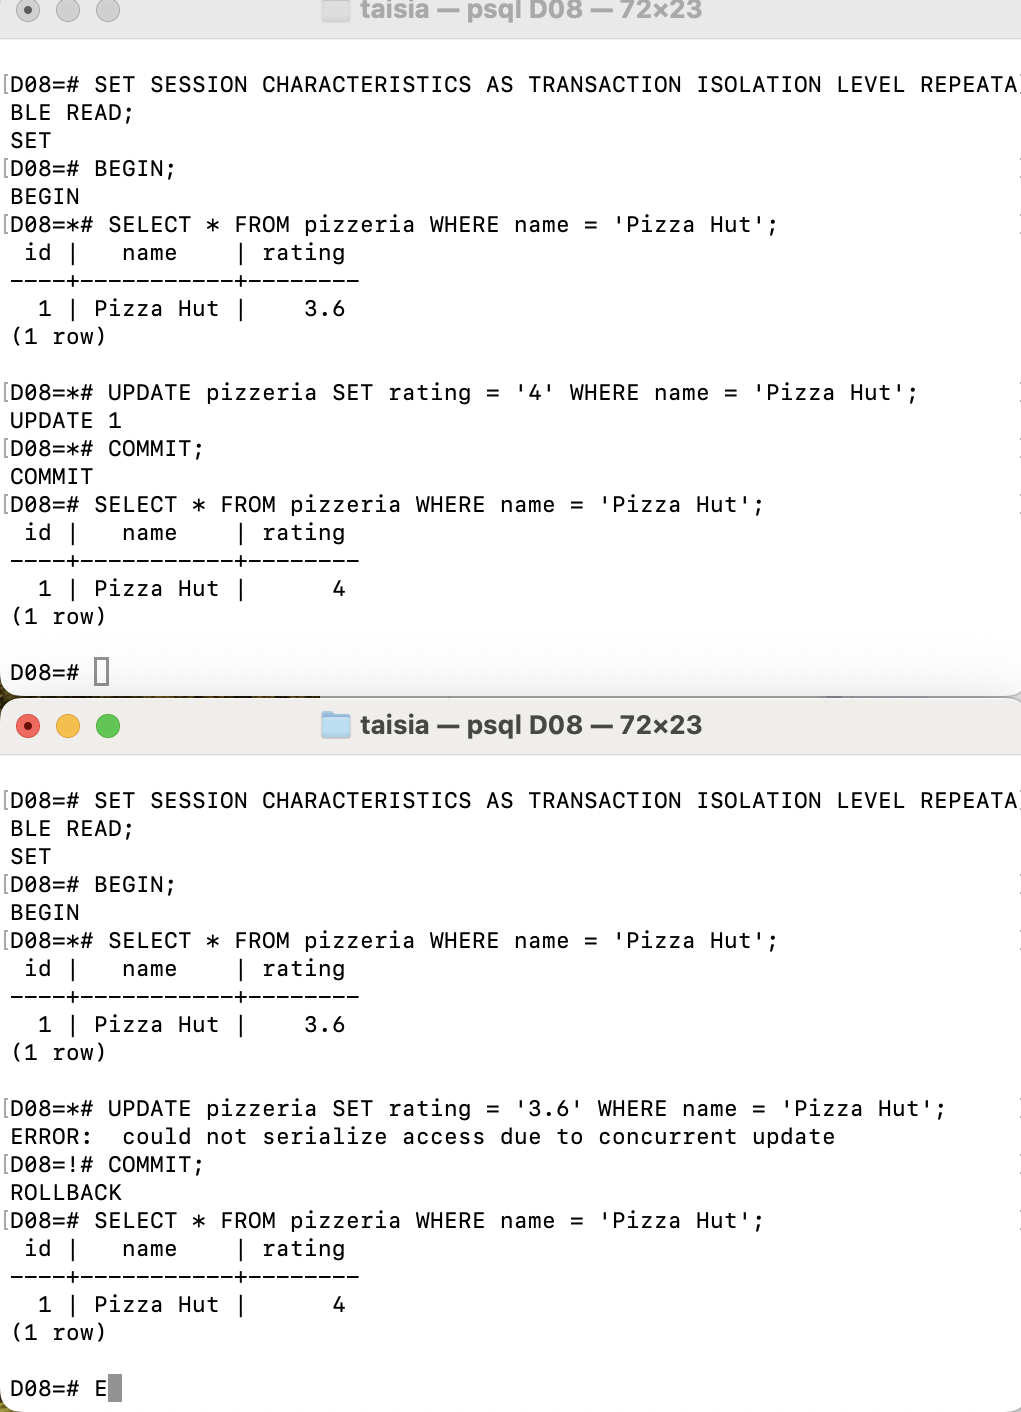 taisia — psql D08 — 72×23
D08=# SET SESSION CHARACTERISTICS AS TRANSACTION ISOLATION LEVEL REPEATA
BLE READ;
SET
D08=# BEGIN;
BEGIN
D08=*# SELECT * FROM pizzeria WHERE name = 'Pizza Hut';
 id |   name    | rating
----+-----------+--------
  1 | Pizza Hut |    3.6
(1 row)

D08=*# UPDATE pizzeria SET rating = '4' WHERE name = 'Pizza Hut';
UPDATE 1
D08=*# COMMIT;
COMMIT
D08=# SELECT * FROM pizzeria WHERE name = 'Pizza Hut';
 id |   name    | rating
----+-----------+--------
  1 | Pizza Hut |      4
(1 row)

D08=#
taisia — psql D08 — 72×23
D08=# SET SESSION CHARACTERISTICS AS TRANSACTION ISOLATION LEVEL REPEATA
BLE READ;
SET
D08=# BEGIN;
BEGIN
D08=*# SELECT * FROM pizzeria WHERE name = 'Pizza Hut';
 id |   name    | rating
----+-----------+--------
  1 | Pizza Hut |    3.6
(1 row)

D08=*# UPDATE pizzeria SET rating = '3.6' WHERE name = 'Pizza Hut';
ERROR:  could not serialize access due to concurrent update
D08=!# COMMIT;
ROLLBACK
D08=# SELECT * FROM pizzeria WHERE name = 'Pizza Hut';
 id |   name    | rating
----+-----------+--------
  1 | Pizza Hut |      4
(1 row)

D08=# E